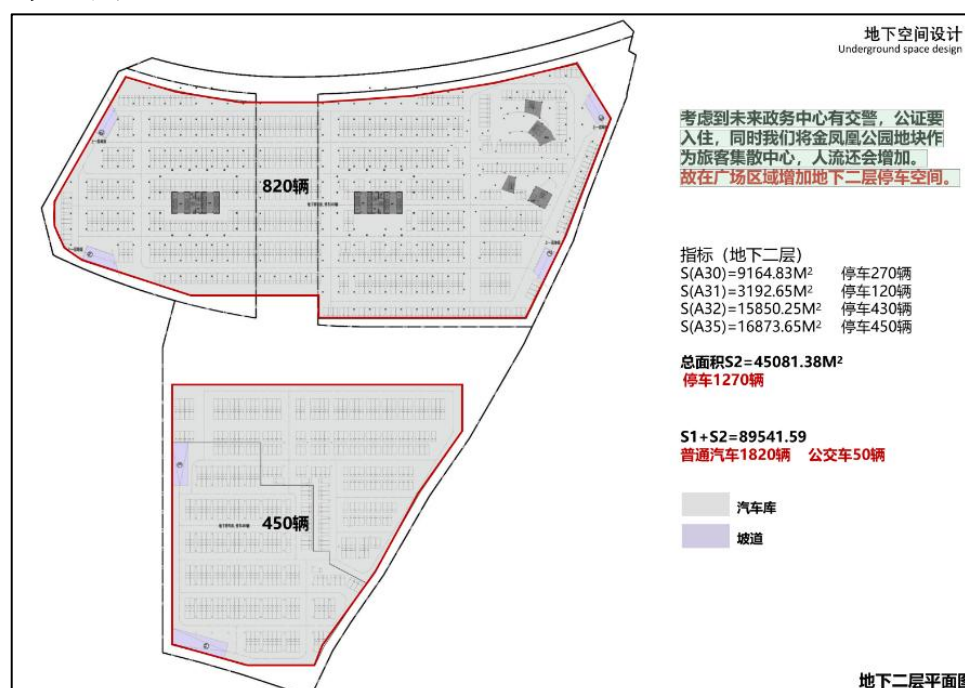 地下空间设计
Underground space design
考虑到未来政务中心有交警，公证要
入住，同时我们将金凤凰公园地块作
为旅客集散中心，人流还会增加。
故在广场区域增加地下二层停车空间。
820辆
指标（地下二层）
S(A30)=9164.83M² 停车270辆
S(A31)=3192.65M² 停车120辆
S(A32)=15850.25M² 停车430辆
S(A35)=16873.65M² 停车450辆
总面积S2=45081.38M²
停车1270辆
S1+S2=89541.59
普通汽车1820辆 公交车50辆
汽车库
坡道
450辆
地下二层平面图